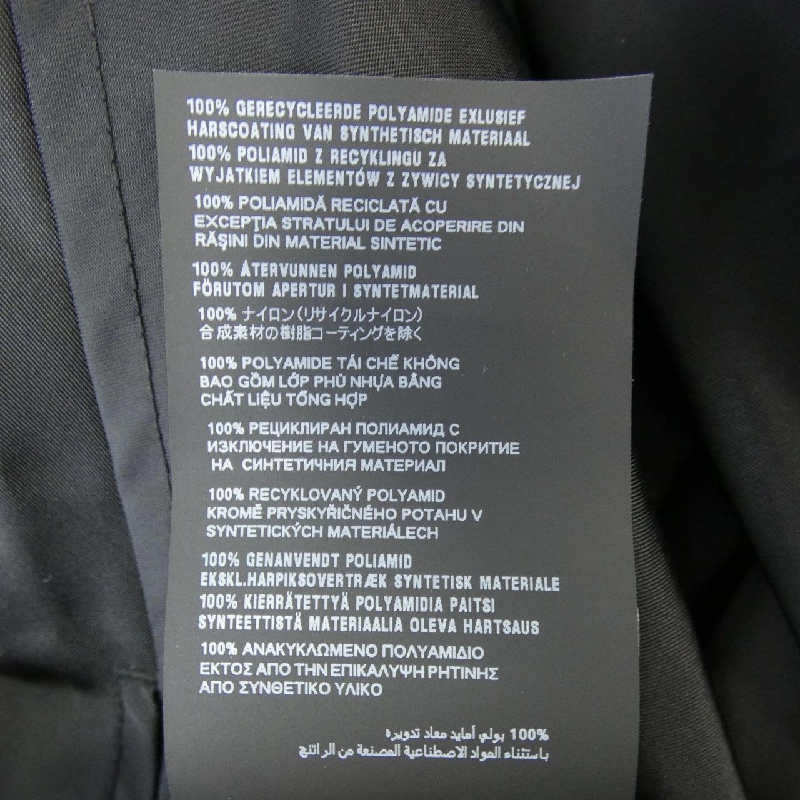 100% GERECYCLEERDE POLYAMIDE EXLUSIEF
HARSCOATING VAN SYNTHETISCH MATERIAAL
100% POLIAMID Z RECYKLINGU ZA
WYJATKIEM ELEMENTÓW Z ZYWICY SYNTETYCZNEJ
100% POLIAMIDĂ RECICLATĂ CU
EXCEPŢIA STRATULUI DE ACOPERIRE DIN
RĂŞINI DIN MATERIAL SINTETIC
100% ÅTERVUNNEN POLYAMID
FÖRUTOM APERTUR I SYNTETMATERIAL
100% ナイロン(リサイクルナイロン)
合成素材の樹脂コーティングを除く
100% POLYAMIDE TÁI CHẾ KHÔNG
BAO GỒM LỚP PHỦ NHỰA BẰNG
CHẤT LIỆU TỔNG HỢP
100% РЕЦИКЛИРАН ПОЛИАМИД С
ИЗКЛЮЧЕНИЕ НА ГУМЕНОТО ПОКРИТИЕ
НА СИНТЕТИЧНИЯ МАТЕРИАЛ
100% RECYKLOVANÝ POLYAMID
KROMĚ PRYSKYŘIČNÉHO POTAHU V
SYNTETICKÝCH MATERIÁLECH
100% GENANVENDT POLIAMID
EKSKL.HARPIKSOVERTRÆK SYNTETISK MATERIALE
100% KIERRÄTETTYÄ POLYAMIDIA PAITSI
SYNTEETTISTÄ MATERIAALIA OLEVA HARTSAUS
100% ΑΝΑΚΥΚΛΩΜΕΝΟ ΠΟΛΥΑΜΙΔΙΟ
ΕΚΤΟΣ ΑΠΟ ΤΗΝ ΕΠΙΚΑΛΥΨΗ ΡΗΤΙΝΗΣ
ΑΠΟ ΣΥΝΘΕΤΙΚΟ ΥΛΙΚΟ
100% بولي أمايد معاد تدويره
باستثناء المواد الاصطناعية المصنعة من الراتنج